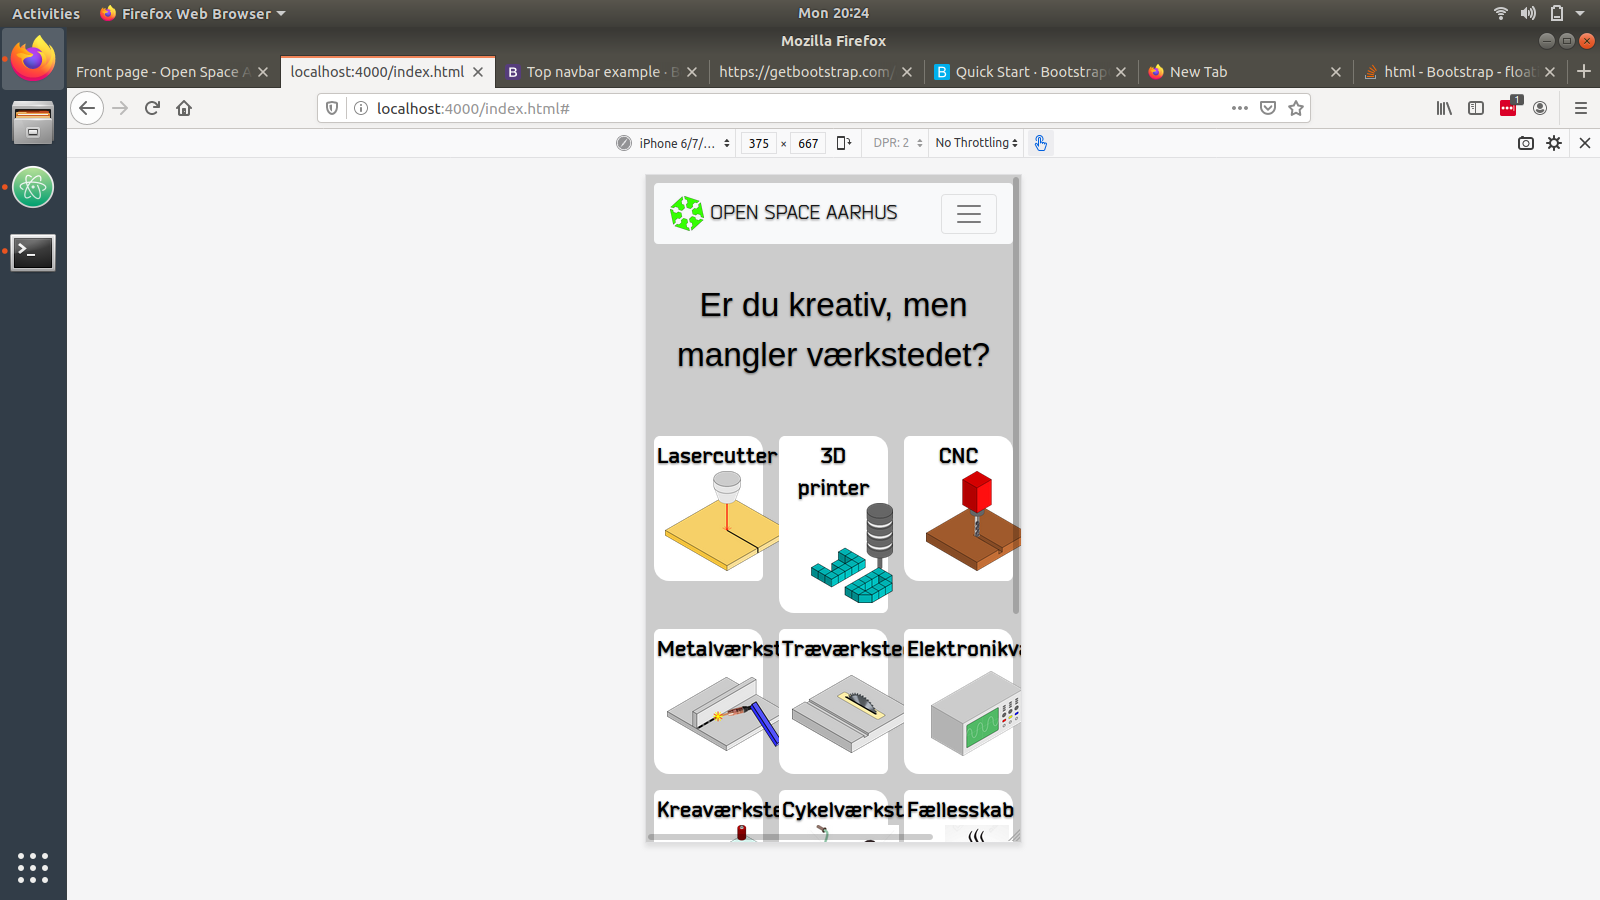 Activities
Firefox Web Browser
Mon 20:24
Mozilla Firefox
Front page - Open Space A
localhost:4000/index.html
Top navbar example · B
https://getbootstrap.com/
Quick Start · Bootstrap
New Tab
html - Bootstrap - float
localhost:4000/index.html#
1
iPhone 6/7/... 375 × 667 DPR: 2 No Throttling
OPEN SPACE AARHUS
Er du kreativ, men
mangler værkstedet?
Lasercutter
3D
printer
CNC
Metalværkst
Træværkste
Elektronikvæ
Kreaværkste
Cykelværkst
Fællesskab